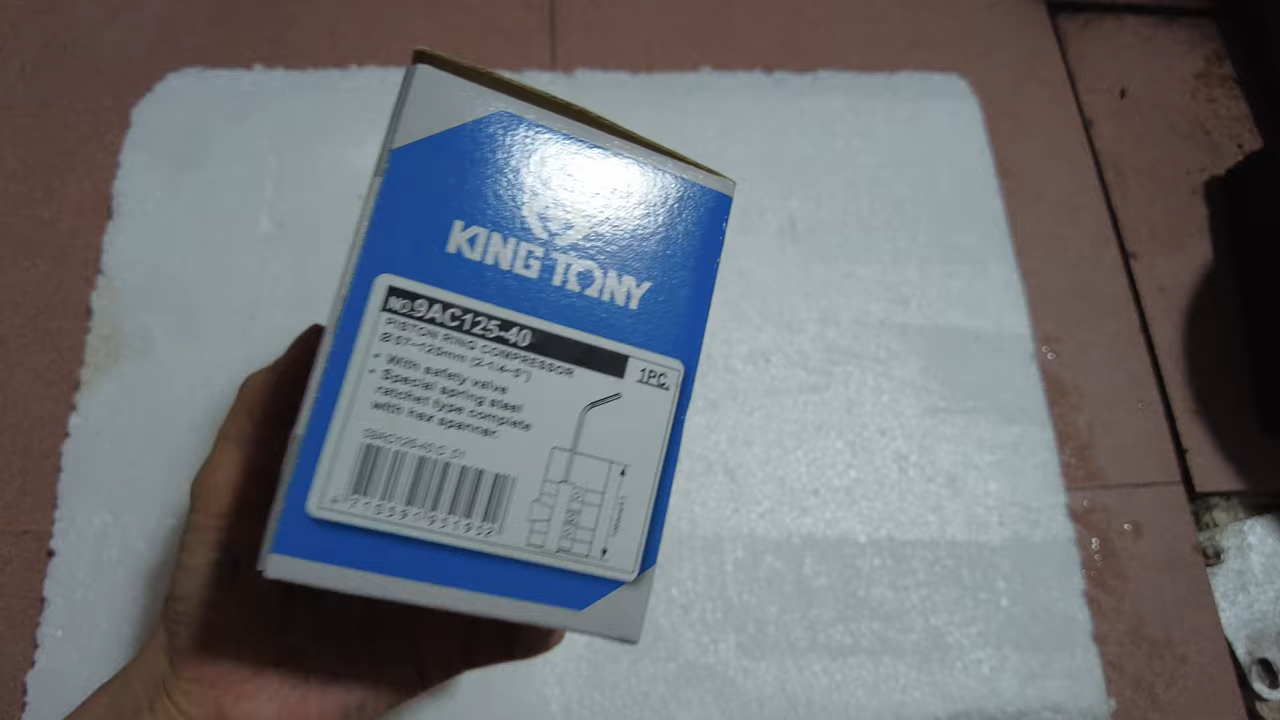 KING TONY
NO.9AC125-40
PISTON RING COMPRESSOR
1PC.
• With safety valve
• Special spring steel
ratchet type complete
with hex spanner.